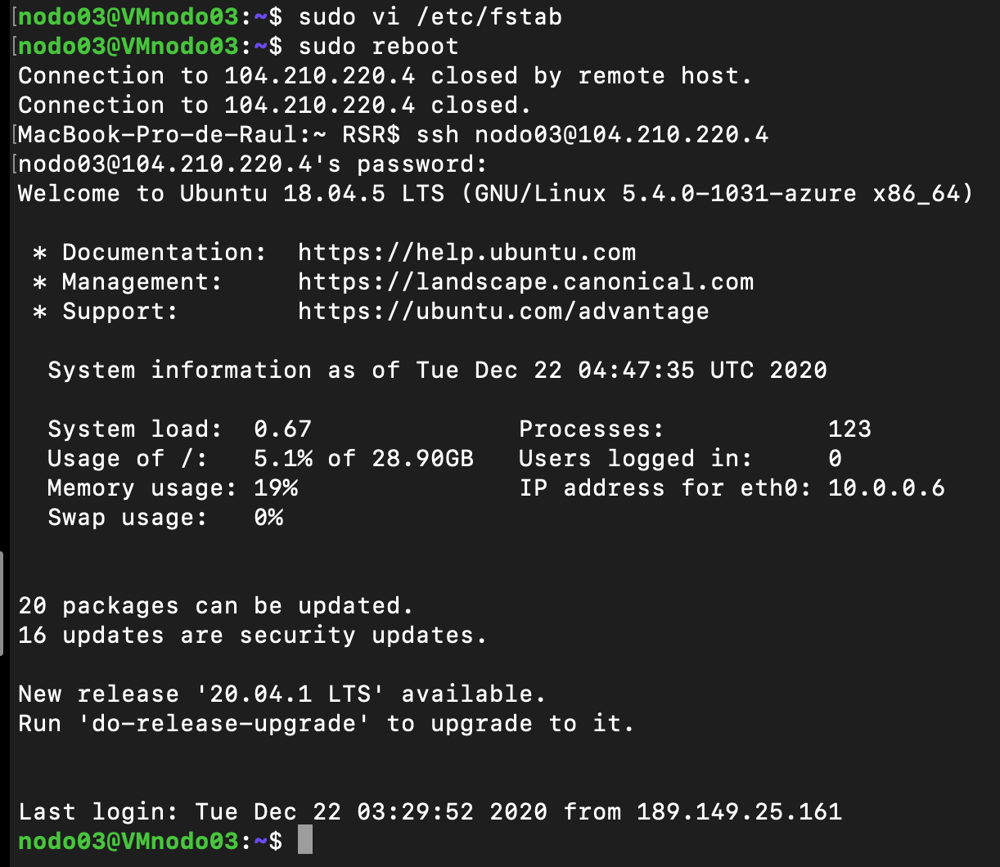 [nodo03@VMnodo03:~$ sudo vi /etc/fstab
[nodo03@VMnodo03:~$ sudo reboot
Connection to 104.210.220.4 closed by remote host.
Connection to 104.210.220.4 closed.
[MacBook-Pro-de-Raul:~ RSR$ ssh nodo03@104.210.220.4
[nodo03@104.210.220.4's password:
Welcome to Ubuntu 18.04.5 LTS (GNU/Linux 5.4.0-1031-azure x86_64)
* Documentation:  https://help.ubuntu.com
* Management:     https://landscape.canonical.com
* Support:        https://ubuntu.com/advantage
System information as of Tue Dec 22 04:47:35 UTC 2020
System load:  0.67              Processes:           123
Usage of /:   5.1% of 28.90GB   Users logged in:     0
Memory usage: 19%               IP address for eth0: 10.0.0.6
Swap usage:   0%
20 packages can be updated.
16 updates are security updates.
New release '20.04.1 LTS' available.
Run 'do-release-upgrade' to upgrade to it.
Last login: Tue Dec 22 03:29:52 2020 from 189.149.25.161
nodo03@VMnodo03:~$